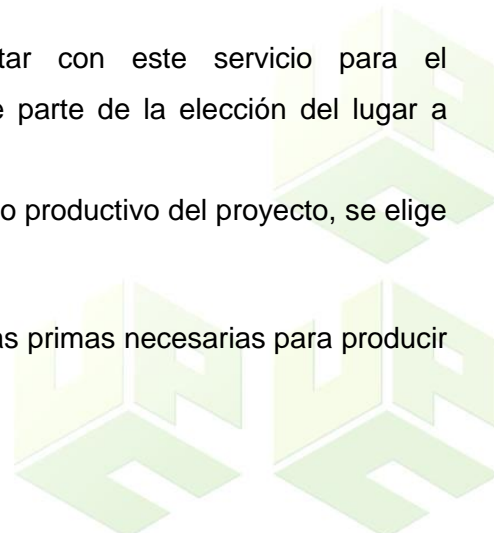 tar con este servicio para el
parte de la elección del lugar a
o productivo del proyecto, se elige
as primas necesarias para producir